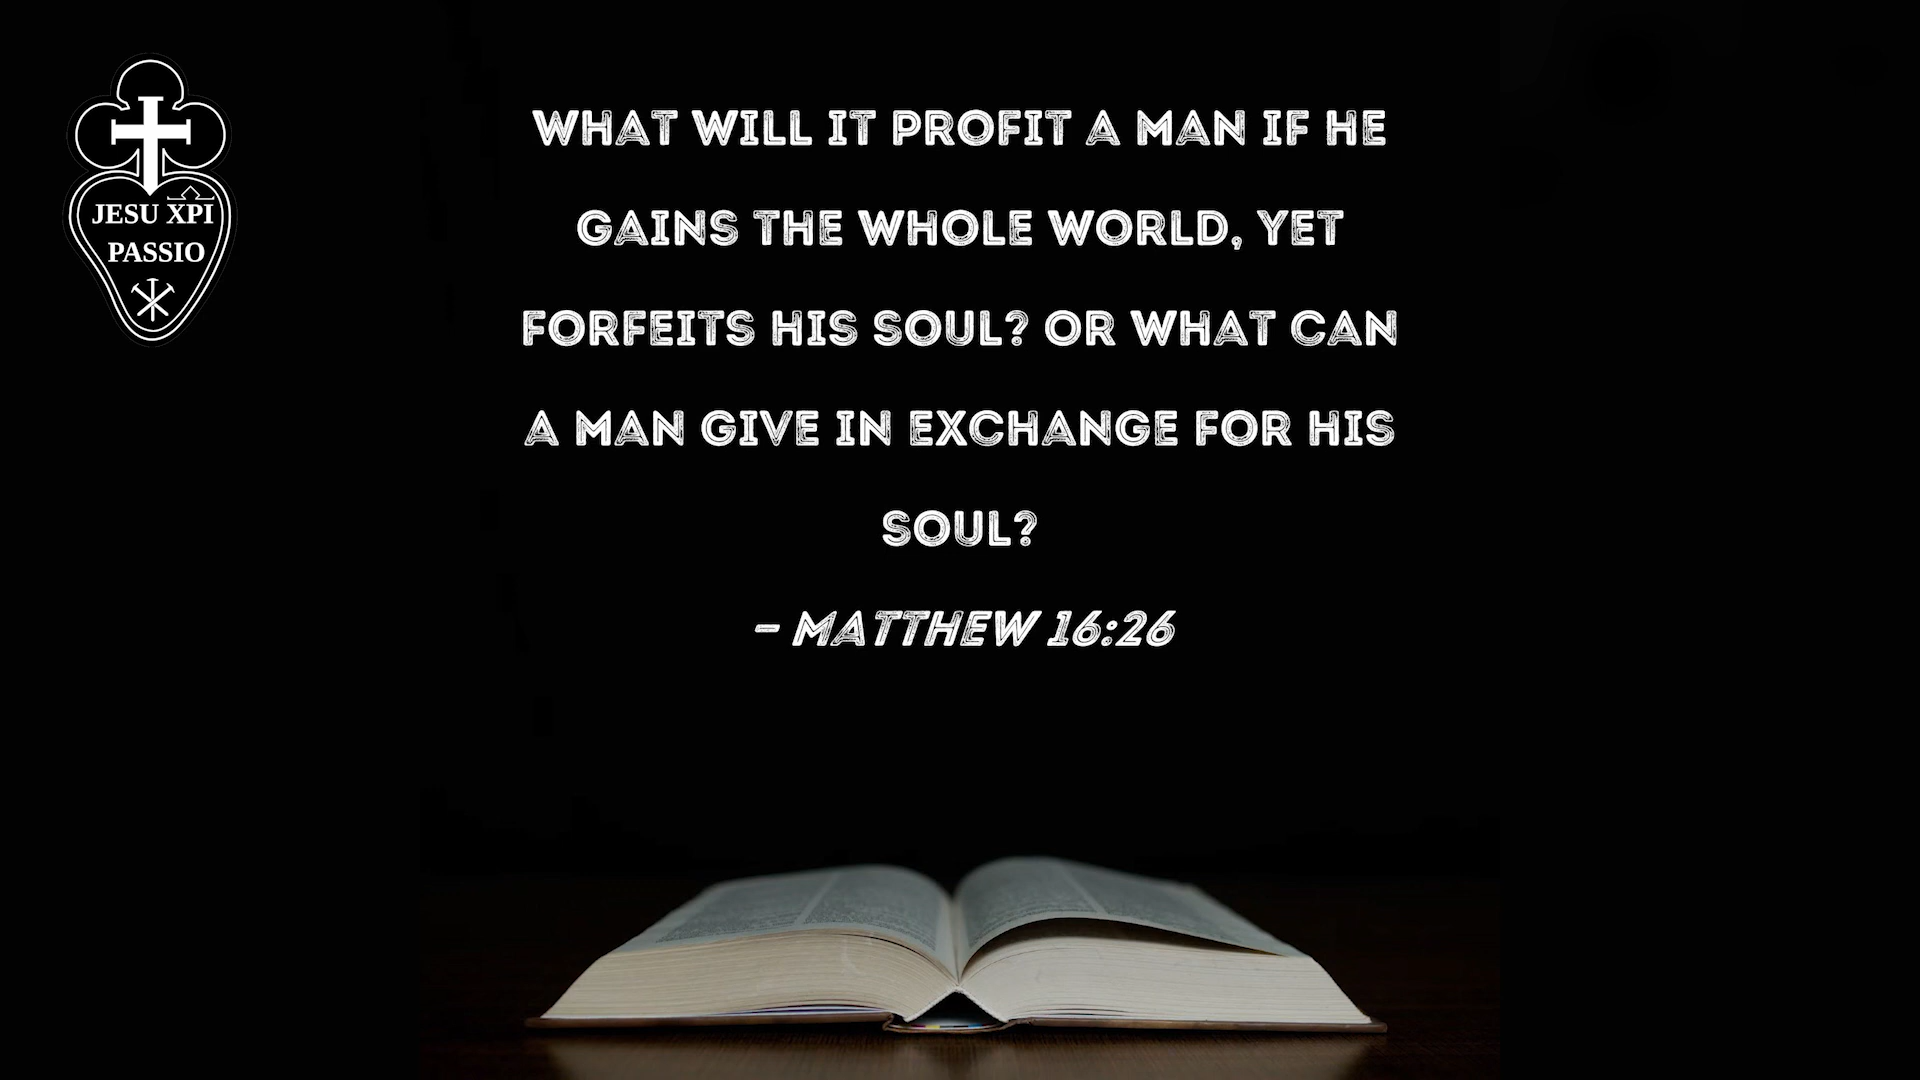 JESU XPI
PASSIO
WHAT WILL IT PROFIT A MAN IF HE
GAINS THE WHOLE WORLD, YET
FORFEITS HIS SOUL? OR WHAT CAN
A MAN GIVE IN EXCHANGE FOR HIS
SOUL?
– MATTHEW 16:26